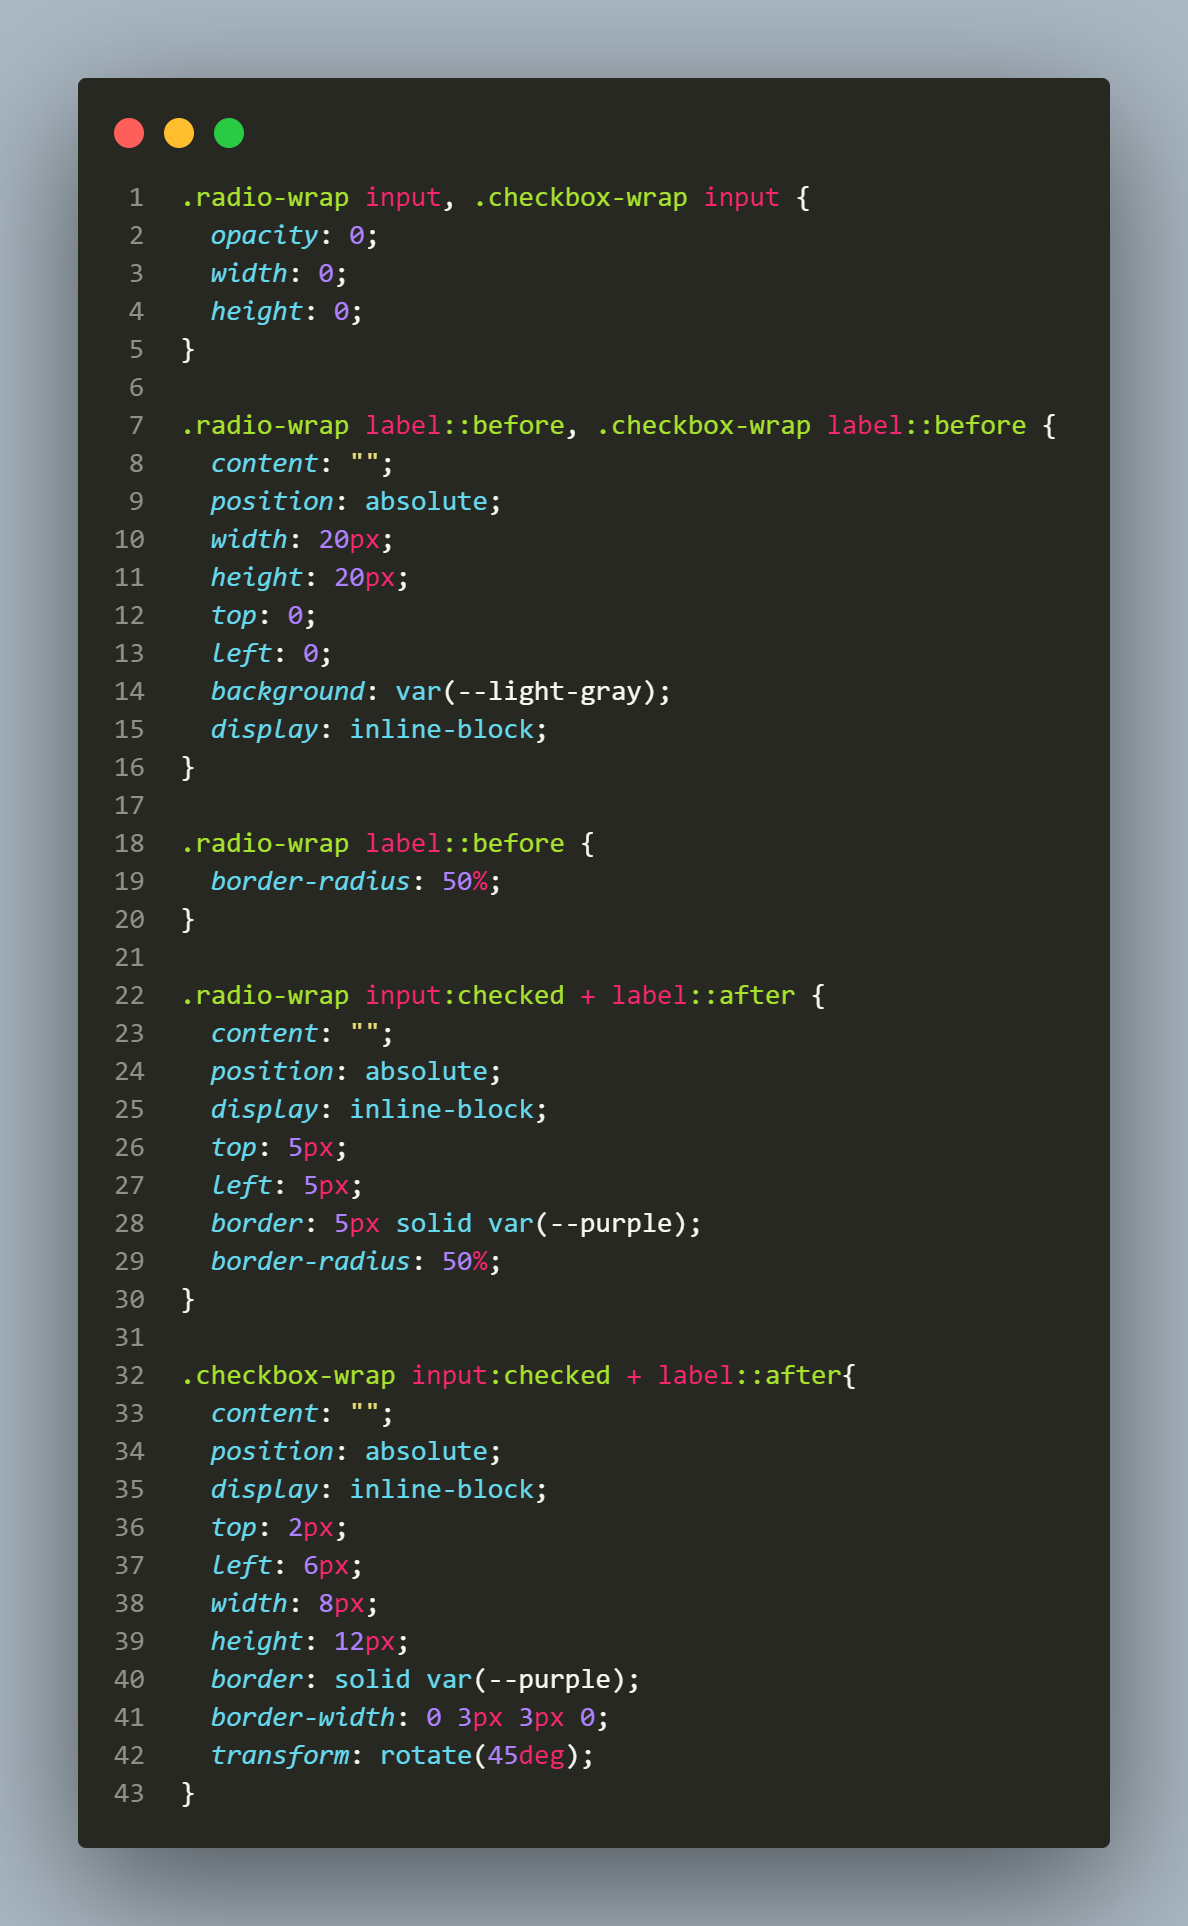 1 .radio-wrap input, .checkbox-wrap input {
2   opacity: 0;
3   width: 0;
4   height: 0;
5 }
6
7 .radio-wrap label::before, .checkbox-wrap label::before {
8   content: "";
9   position: absolute;
10   width: 20px;
11   height: 20px;
12   top: 0;
13   left: 0;
14   background: var(--light-gray);
15   display: inline-block;
16 }
17
18 .radio-wrap label::before {
19   border-radius: 50%;
20 }
21
22 .radio-wrap input:checked + label::after {
23   content: "";
24   position: absolute;
25   display: inline-block;
26   top: 5px;
27   left: 5px;
28   border: 5px solid var(--purple);
29   border-radius: 50%;
30 }
31
32 .checkbox-wrap input:checked + label::after{
33   content: "";
34   position: absolute;
35   display: inline-block;
36   top: 2px;
37   left: 6px;
38   width: 8px;
39   height: 12px;
40   border: solid var(--purple);
41   border-width: 0 3px 3px 0;
42   transform: rotate(45deg);
43 }